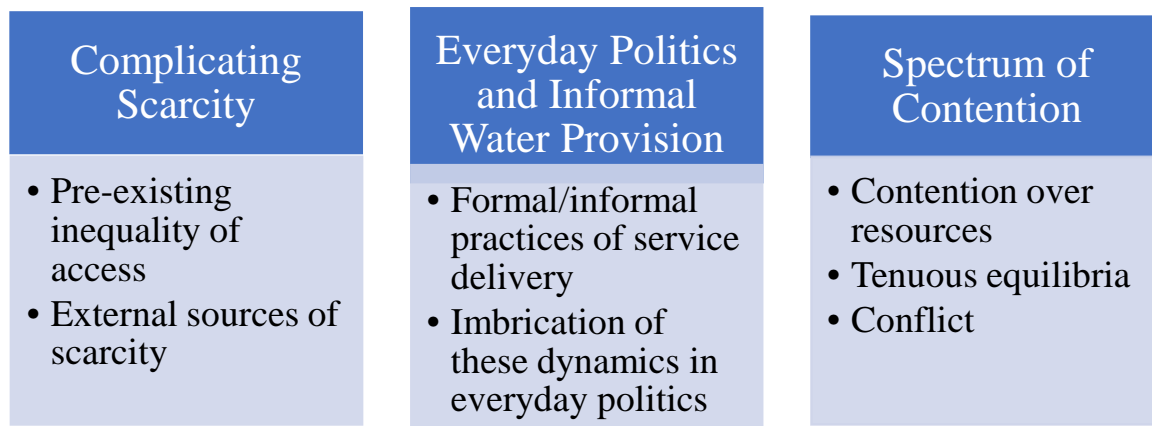 Complicating
Scarcity
• Pre-existing
inequality of
access
• External sources of
scarcity
Everyday Politics
and Informal
Water Provision
• Formal/informal
practices of service
delivery
• Imbrication of
these dynamics in
everyday politics
Spectrum of
Contention
• Contention over
resources
• Tenuous equilibria
• Conflict